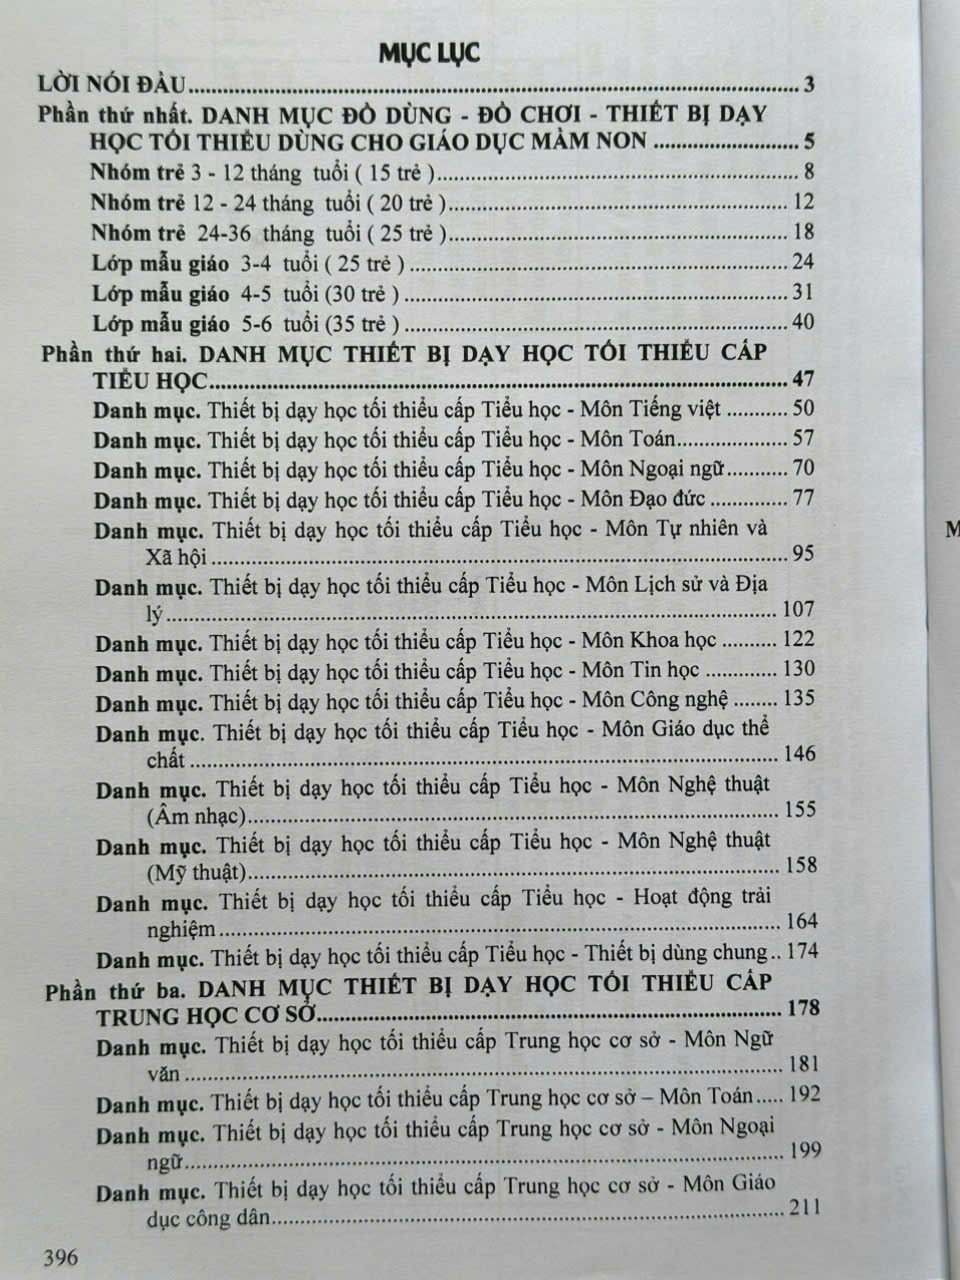 MỤC LỤC
LỜI NÓI ĐẦU.......... 3
Phần thứ nhất. DANH MỤC ĐỒ DÙNG - ĐỒ CHƠI - THIẾT BỊ DẠY
HỌC TỐI THIỂU DÙNG CHO GIÁO DỤC MẦM NON .......... 5
Nhóm trẻ 3 - 12 tháng tuổi ( 15 trẻ ).......... 8
Nhóm trẻ 12 - 24 tháng tuổi ( 20 trẻ ).......... 12
Nhóm trẻ 24-36 tháng tuổi ( 25 trẻ ).......... 18
Lớp mẫu giáo 3-4 tuổi ( 25 trẻ ) .......... 24
Lớp mẫu giáo 4-5 tuổi (30 trẻ ) .......... 31
Lớp mẫu giáo 5-6 tuổi (35 trẻ ) .......... 40
Phần thứ hai. DANH MỤC THIẾT BỊ DẠY HỌC TỐI THIỂU CẤP
TIỂU HỌC.......... 47
Danh mục. Thiết bị dạy học tối thiểu cấp Tiểu học - Môn Tiếng việt .......... 50
Danh mục. Thiết bị dạy học tối thiểu cấp Tiểu học - Môn Toán.......... 57
Danh mục. Thiết bị dạy học tối thiểu cấp Tiểu học - Môn Ngoại ngữ.......... 70
Danh mục. Thiết bị dạy học tối thiểu cấp Tiểu học - Môn Đạo đức .......... 77
Danh mục. Thiết bị dạy học tối thiểu cấp Tiểu học - Môn Tự nhiên và
Xã hội .......... 95
Danh mục. Thiết bị dạy học tối thiểu cấp Tiểu học - Môn Lịch sử và Địa
lý .......... 107
Danh mục. Thiết bị dạy học tối thiểu cấp Tiểu học - Môn Khoa học .......... 122
Danh mục. Thiết bị dạy học tối thiểu cấp Tiểu học - Môn Tin học .......... 130
Danh mục. Thiết bị dạy học tối thiểu cấp Tiểu học - Môn Công nghệ ........ 135
Danh mục. Thiết bị dạy học tối thiểu cấp Tiểu học - Môn Giáo dục thể
chất .......... 146
Danh mục. Thiết bị dạy học tối thiểu cấp Tiểu học - Môn Nghệ thuật
(Âm nhạc).......... 155
Danh mục. Thiết bị dạy học tối thiểu cấp Tiểu học - Môn Nghệ thuật
(Mỹ thuật).......... 158
Danh mục. Thiết bị dạy học tối thiểu cấp Tiểu học - Hoạt động trải
nghiệm.......... 164
Danh mục. Thiết bị dạy học tối thiểu cấp Tiểu học - Thiết bị dùng chung.. 174
Phần thứ ba. DANH MỤC THIẾT BỊ DẠY HỌC TỐI THIỂU CẤP
TRUNG HỌC CƠ SỞ.......... 178
Danh mục. Thiết bị dạy học tối thiểu cấp Trung học cơ sở - Môn Ngữ
văn .......... 181
Danh mục. Thiết bị dạy học tối thiểu cấp Trung học cơ sở – Môn Toán..... 192
Danh mục. Thiết bị dạy học tối thiểu cấp Trung học cơ sở - Môn Ngoại
ngữ.......... 199
Danh mục. Thiết bị dạy học tối thiểu cấp Trung học cơ sở - Môn Giáo
dục công dân.......... 211
396
M